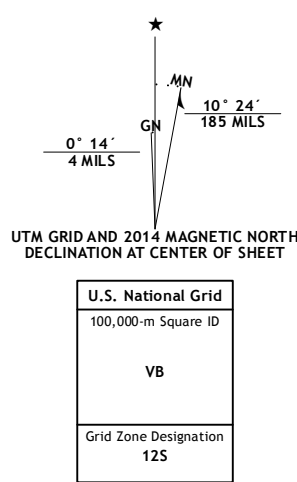 ★
MN
10° 24´
185 MILS
GN
0° 14´
4 MILS
UTM GRID AND 2014 MAGNETIC NORTH
DECLINATION AT CENTER OF SHEET
U.S. National Grid
100,000-m Square ID
VB
Grid Zone Designation
12S